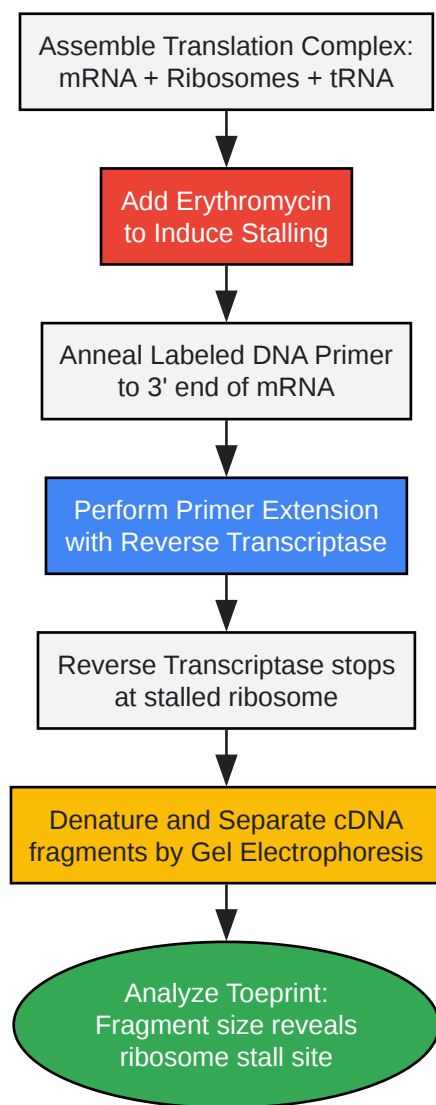 Assemble Translation Complex:
mRNA + Ribosomes + tRNA
Add Erythromycin
to Induce Stalling
Anneal Labeled DNA Primer
to 3' end of mRNA
Perform Primer Extension
with Reverse Transcriptase
Reverse Transcriptase stops
at stalled ribosome
Denature and Separate cDNA
fragments by Gel Electrophoresis
Analyze Toeprint:
Fragment size reveals
ribosome stall site